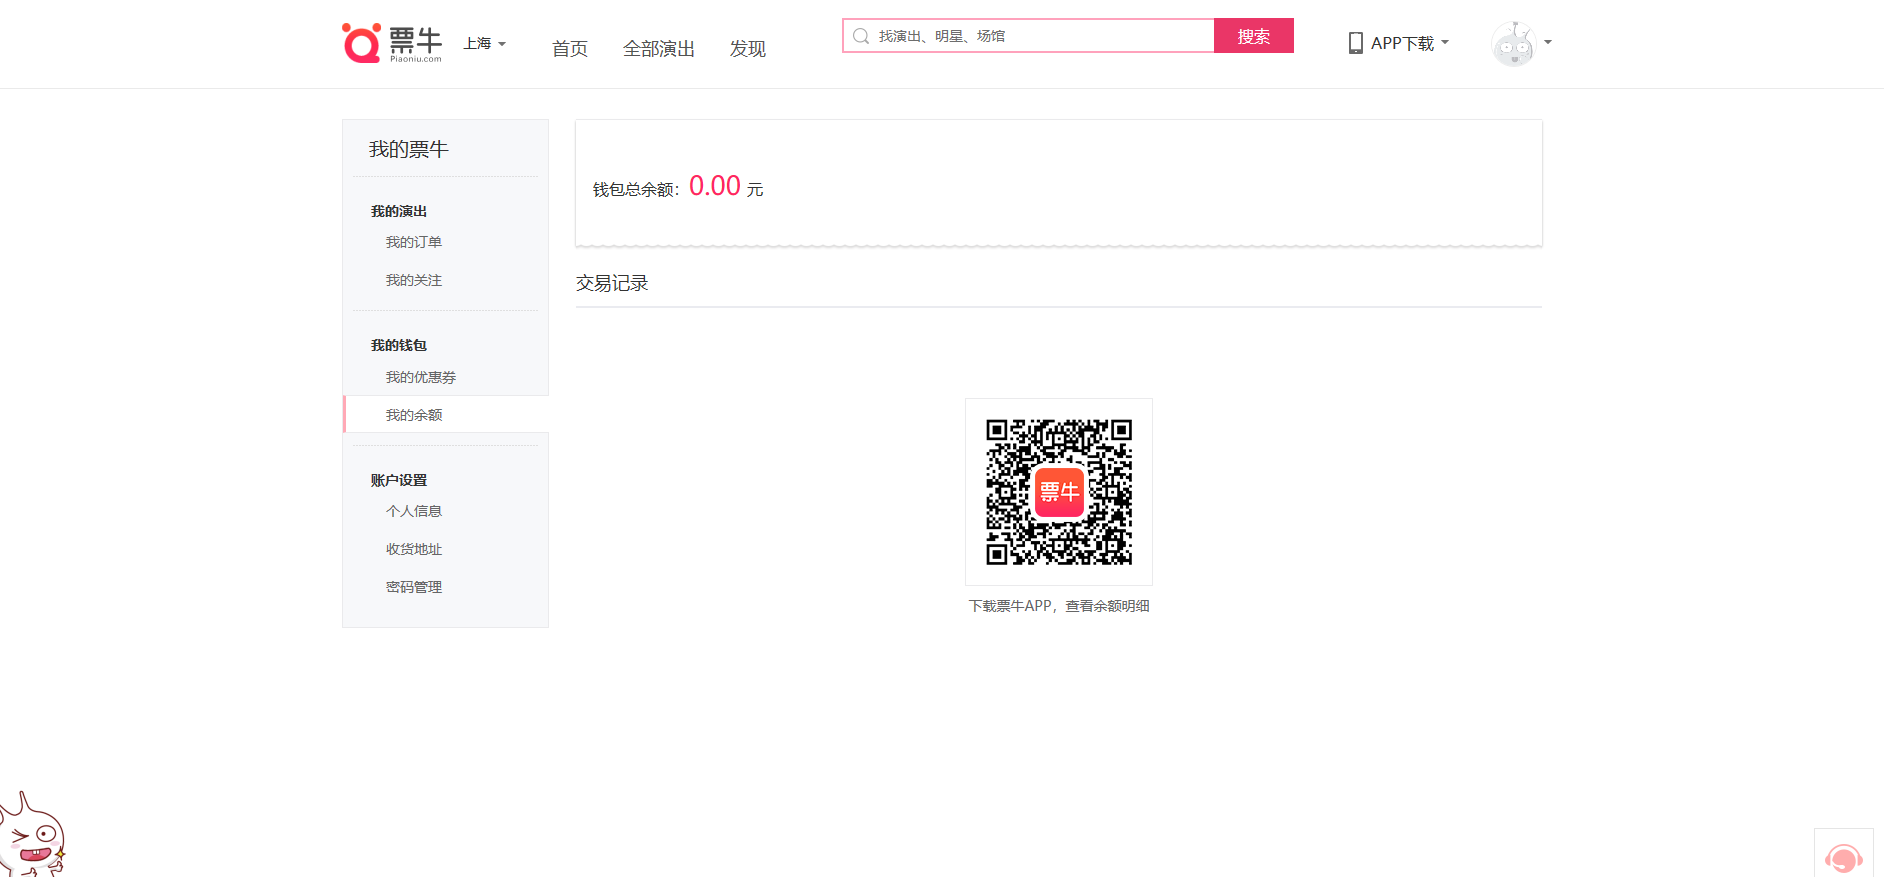 票牛
Piaoniu.com
上海
首页
全部演出
发现
找演出、明星、场馆
搜索
APP下载
我的票牛
我的演出
我的订单
我的关注
我的钱包
我的优惠券
我的余额
账户设置
个人信息
收货地址
密码管理
钱包总余额：0.00 元
交易记录
票牛
下载票牛APP，查看余额明细